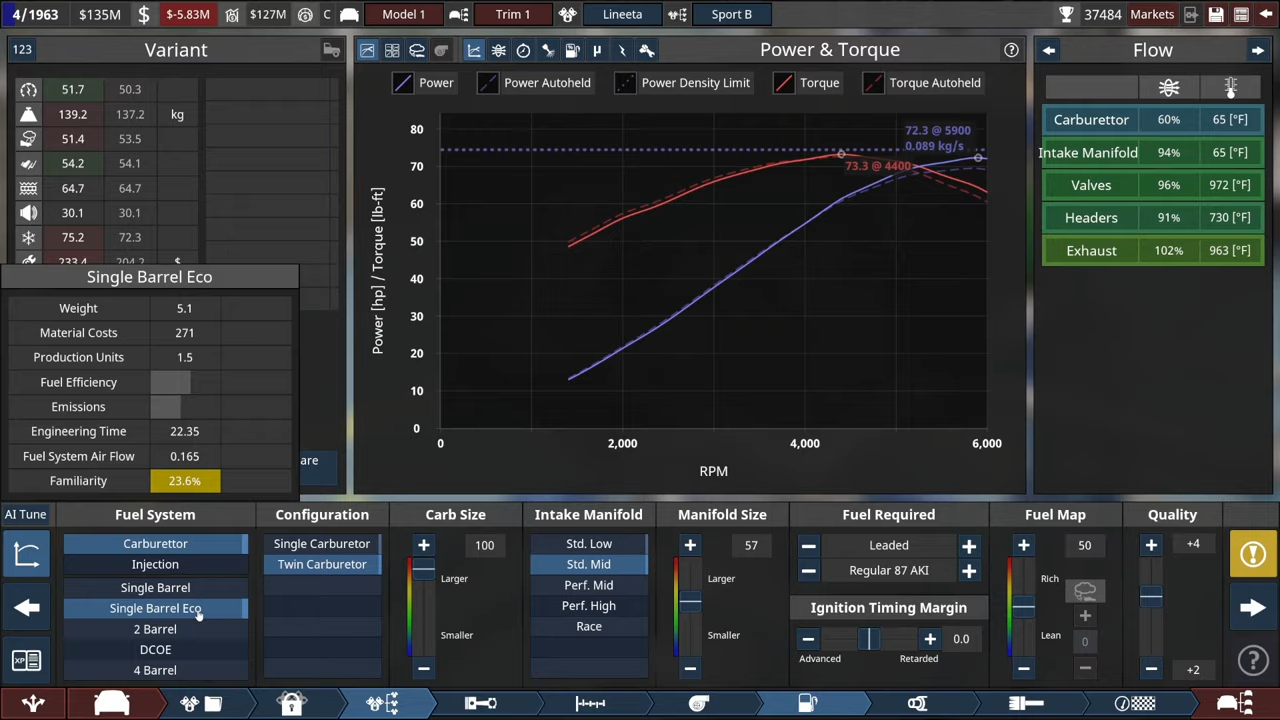 4/1963 $135M $ $-5.83M $127M C Model 1 Trim 1 Lineeta Sport B 37484 Markets
123 Variant
Power & Torque
Flow
Power Power Autoheld Power Density Limit Torque Torque Autoheld
51.7 50.3
139.2 137.2 kg
51.4 53.5
54.2 54.1
64.7 64.7
30.1 30.1
75.2 72.3
233.4 204.2 $
Single Barrel Eco
Weight 5.1
Material Costs 271
Production Units 1.5
Fuel Efficiency
Emissions
Engineering Time 22.35
Fuel System Air Flow 0.165
Familiarity 23.6%
are
Power [hp] / Torque [lb-ft]
80
70
60
50
40
30
20
10
0
0 2,000 4,000 6,000
RPM
72.3 @ 5900
0.089 kg/s
73.3 @ 4400
Carburettor 60% 65 [°F]
Intake Manifold 94% 65 [°F]
Valves 96% 972 [°F]
Headers 91% 730 [°F]
Exhaust 102% 963 [°F]
AI Tune
Fuel System
Carburettor
Injection
Single Barrel
Single Barrel Eco
2 Barrel
DCOE
4 Barrel
XP
Configuration
Single Carburetor
Twin Carburetor
Carb Size
+ 100
Larger
Smaller
−
Intake Manifold
Std. Low
Std. Mid
Perf. Mid
Perf. High
Race
Manifold Size
+ 57
Larger
Smaller
−
Fuel Required
− Leaded +
− Regular 87 AKI +
Ignition Timing Margin
− + 0.0
Advanced Retarded
Fuel Map
+ 50
Rich
+
Lean 0
− −
Quality
+ +4
− +2